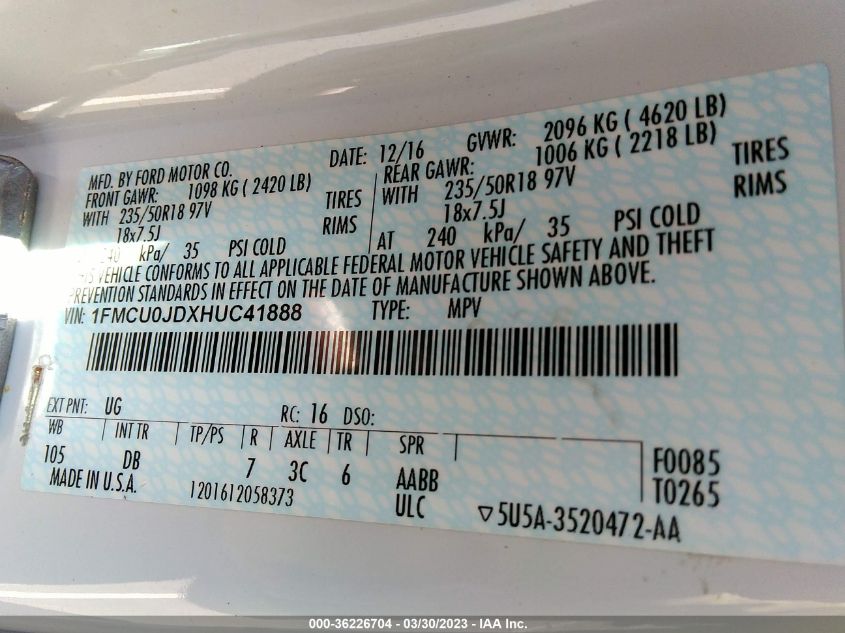 MFD. BY FORD MOTOR CO. DATE: 12/16 GVWR: 2096 KG ( 4620 LB)
FRONT GAWR: 1098 KG ( 2420 LB) REAR GAWR: 1006 KG ( 2218 LB)
WITH 235/50R18 97V TIRES WITH 235/50R18 97V TIRES
18x7.5J RIMS 18x7.5J RIMS
240 kPa/ 35 PSI COLD AT 240 kPa/ 35 PSI COLD
THIS VEHICLE CONFORMS TO ALL APPLICABLE FEDERAL MOTOR VEHICLE SAFETY AND THEFT
PREVENTION STANDARDS IN EFFECT ON THE DATE OF MANUFACTURE SHOWN ABOVE.
VIN: 1FMCU0JDXHUC41888 TYPE: MPV
EXT PNT: UG RC: 16 DSO:
WB INT TR TP/PS R AXLE TR SPR
105 DB 7 3C 6 AABB F0085
MADE IN U.S.A. 1201612058373 ULC T0265
▽5U5A-3520472-AA
000-36226704 - 03/30/2023 - IAA Inc.